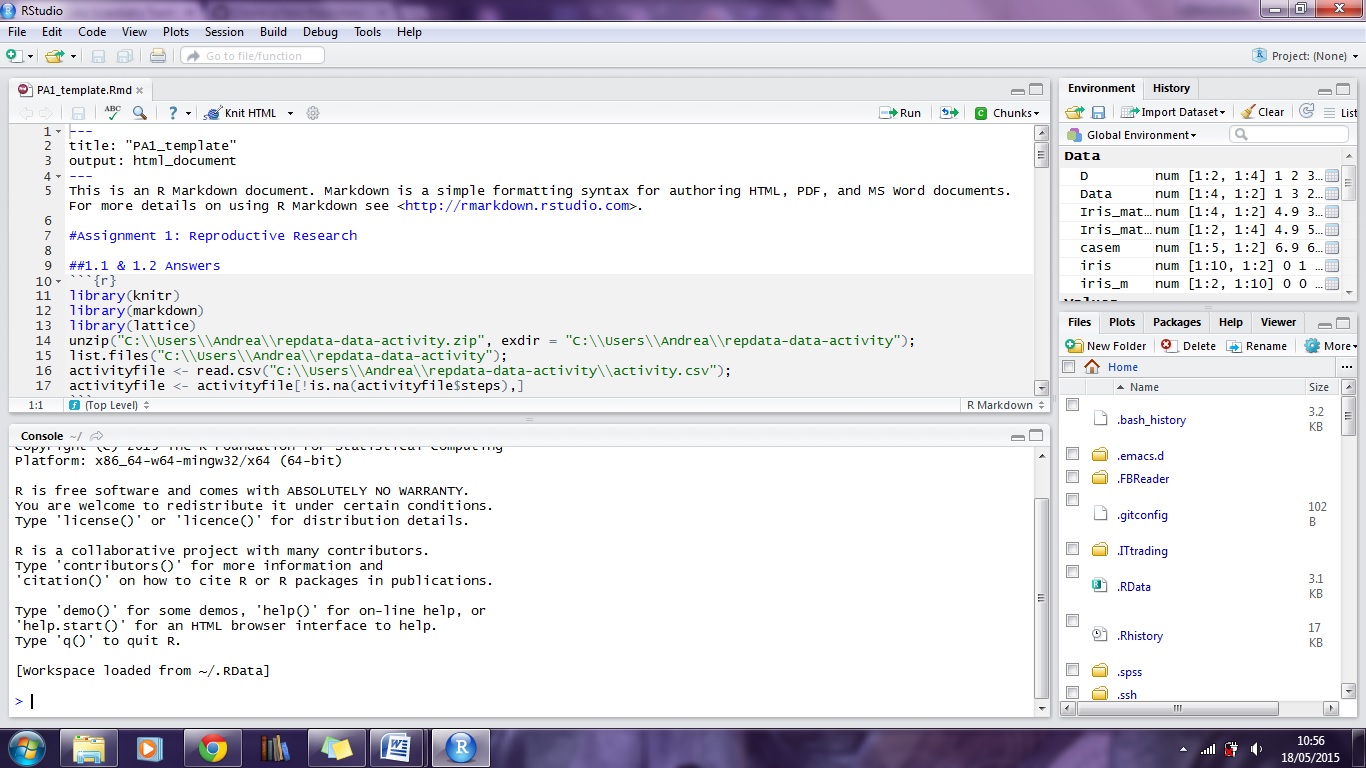 RStudio
File Edit Code View Plots Session Build Debug Tools Help
Go to file/function
Project: (None)
PA1_template.Rmd
ABC
Knit HTML
Run
Chunks
1 ---
2 title: "PA1_template"
3 output: html_document
4 ---
5 This is an R Markdown document. Markdown is a simple formatting syntax for authoring HTML, PDF, and MS Word documents.
For more details on using R Markdown see <http://rmarkdown.rstudio.com>.
6
7 #Assignment 1: Reproductive Research
8
9 ##1.1 & 1.2 Answers
10 ```{r}
11 library(knitr)
12 library(markdown)
13 library(lattice)
14 unzip("C:\\Users\\Andrea\\repdata-data-activity.zip", exdir = "C:\\Users\\Andrea\\repdata-data-activity");
15 list.files("C:\\Users\\Andrea\\repdata-data-activity");
16 activityfile <- read.csv("C:\\Users\\Andrea\\repdata-data-activity\\activity.csv");
17 activityfile <- activityfile[!is.na(activityfile$steps),]
1:1 (Top Level) R Markdown
Console ~/
Copyright (C) 2015 The R Foundation for Statistical Computing
Platform: x86_64-w64-mingw32/x64 (64-bit)
R is free software and comes with ABSOLUTELY NO WARRANTY.
You are welcome to redistribute it under certain conditions.
Type 'license()' or 'licence()' for distribution details.
R is a collaborative project with many contributors.
Type 'contributors()' for more information and
'citation()' on how to cite R or R packages in publications.
Type 'demo()' for some demos, 'help()' for on-line help, or
'help.start()' for an HTML browser interface to help.
Type 'q()' to quit R.
[Workspace loaded from ~/.RData]
>
Environment History
Import Dataset Clear List
Global Environment
Data
D num [1:2, 1:4] 1 2 3...
Data num [1:4, 1:2] 1 3 2...
Iris_mat... num [1:4, 1:2] 4.9 3...
Iris_mat... num [1:2, 1:4] 4.9 5...
casem num [1:5, 1:2] 6.9 6...
iris num [1:10, 1:2] 0 1 ...
iris_m num [1:2, 1:10] 0 0 ...
Values
Files Plots Packages Help Viewer
New Folder Delete Rename More
Home ...
Name Size
.bash_history 3.2 KB
.emacs.d
.FBReader
.gitconfig 102 B
.ITtrading
.RData 3.1 KB
.Rhistory 17 KB
.spss
.ssh
10:56
18/05/2015